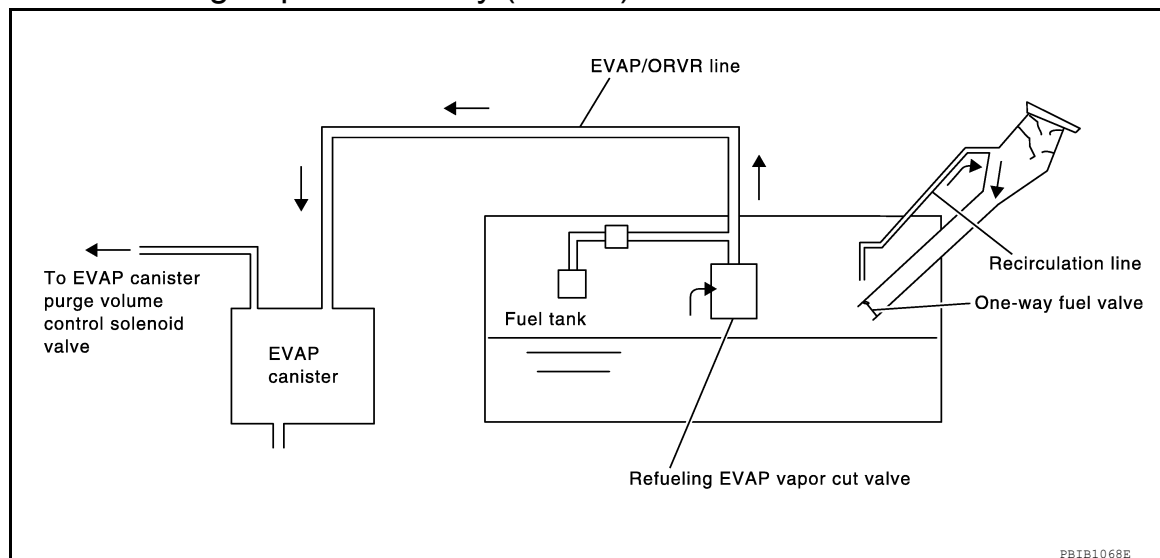 EVAP/ORVR line
Recirculation line
One-way fuel valve
To EVAP canister
purge volume
control solenoid
valve
Fuel tank
EVAP
canister
Refueling EVAP vapor cut valve
PBIB1068E